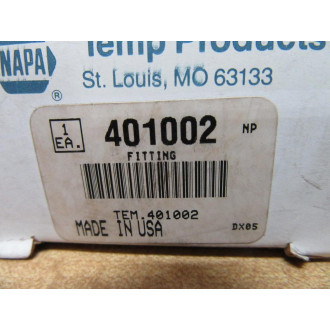 NAPA
®
Temp Products
St. Louis, MO 63133
1
EA.
401002
NP
FITTING
TEM.401002
MADE IN USA
DX05